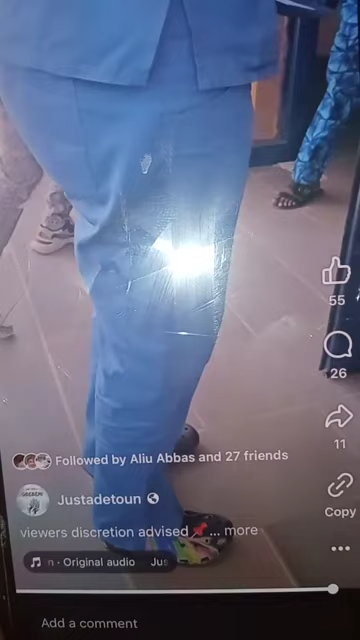 55
26
11
Followed by Aliu Abbas and 27 friends
Justadetoun
Copy
viewers discretion advised📌... more
n · Original audio Jus
Add a comment